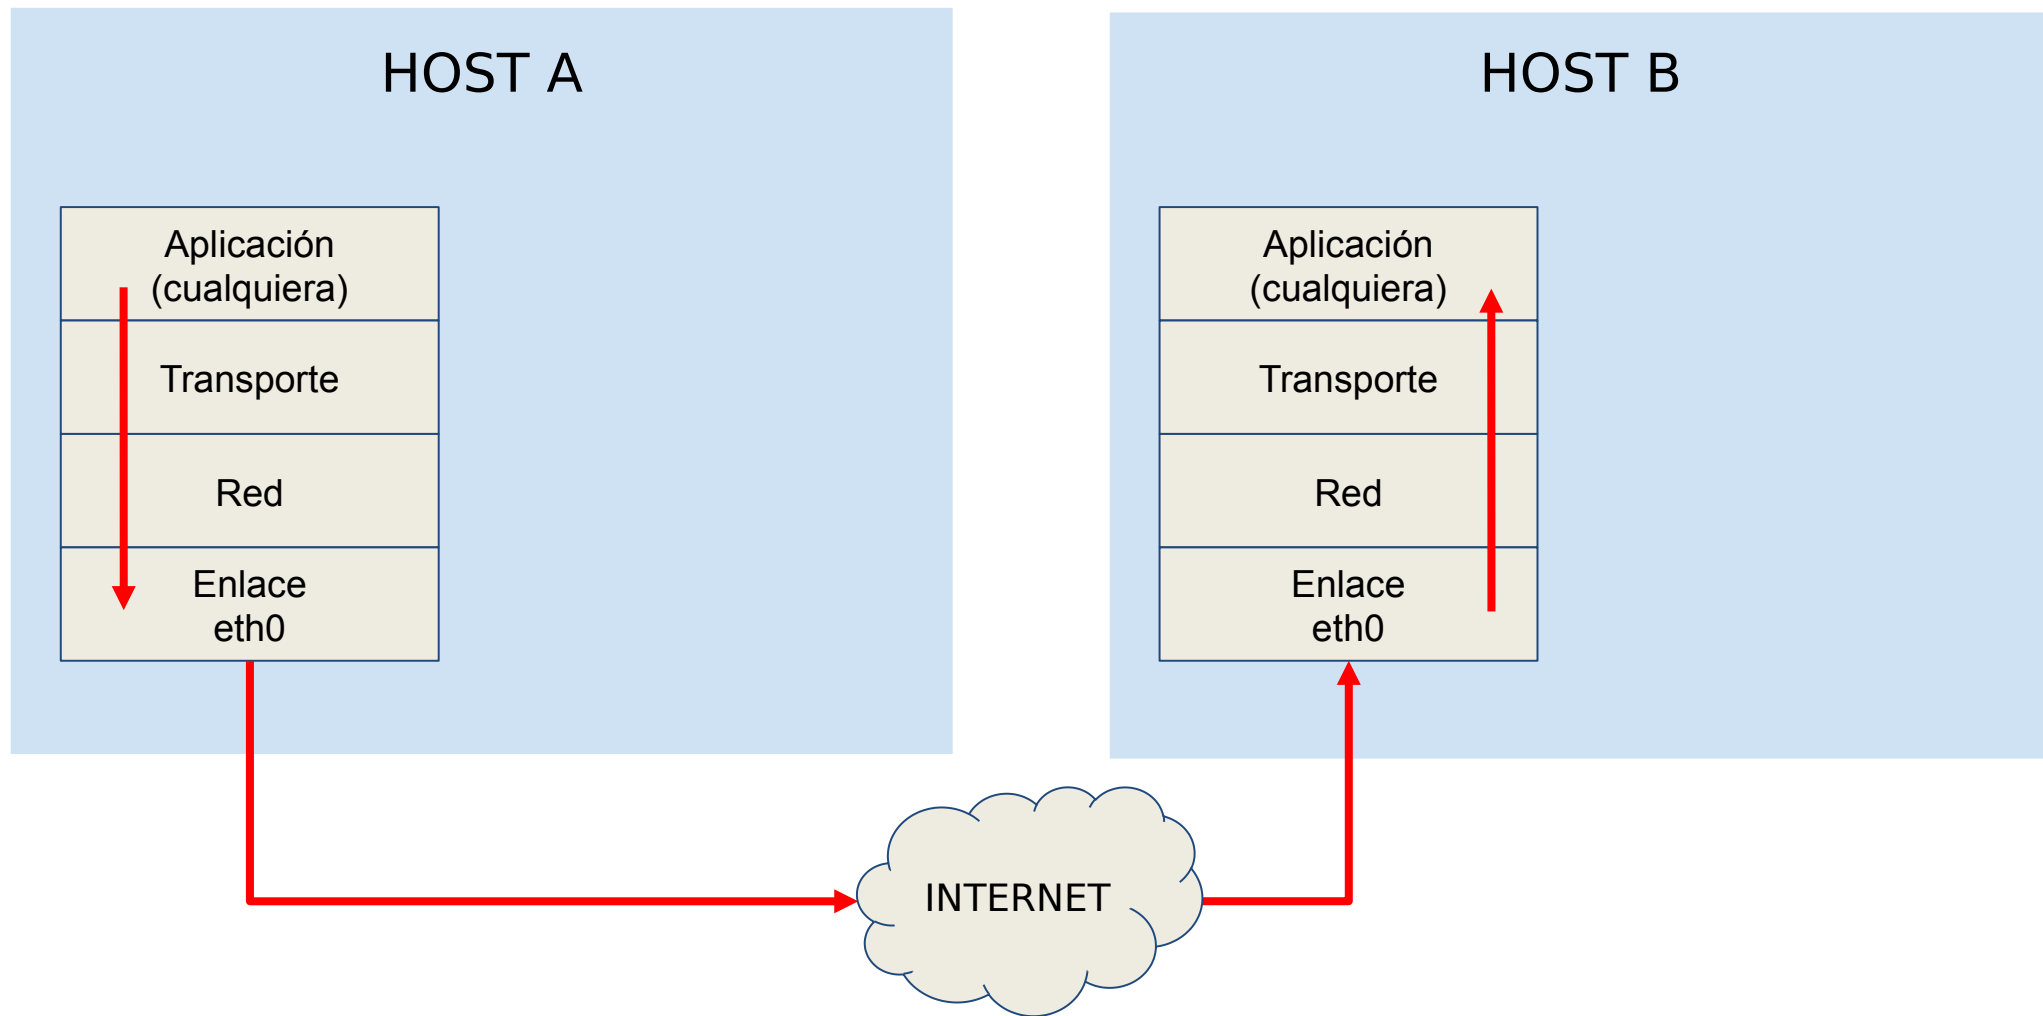 HOST A
Aplicación
(cualquiera)
Transporte
Red
Enlace
eth0
HOST B
Aplicación
(cualquiera)
Transporte
Red
Enlace
eth0
INTERNET